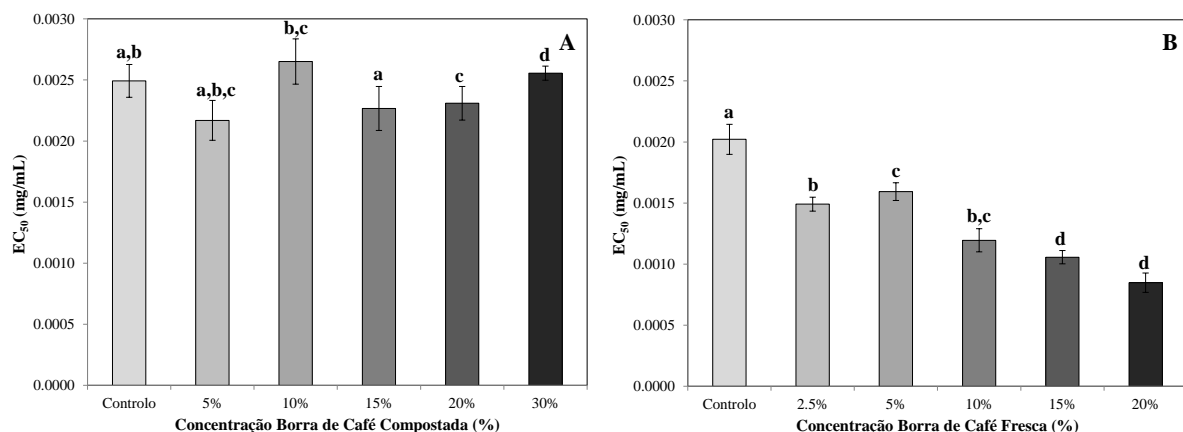 A
EC50 (mg/mL)
0.0030
0.0025
0.0020
0.0015
0.0010
0.0005
0.0000
a,b
a,b,c
b,c
a
c
d
Controlo 5% 10% 15% 20% 30%
Concentração Borra de Café Compostada (%)
B
EC50 (mg/mL)
0.0030
0.0025
0.0020
0.0015
0.0010
0.0005
0.0000
a
b
c
b,c
d
d
Controlo 2.5% 5% 10% 15% 20%
Concentração Borra de Café Fresca (%)